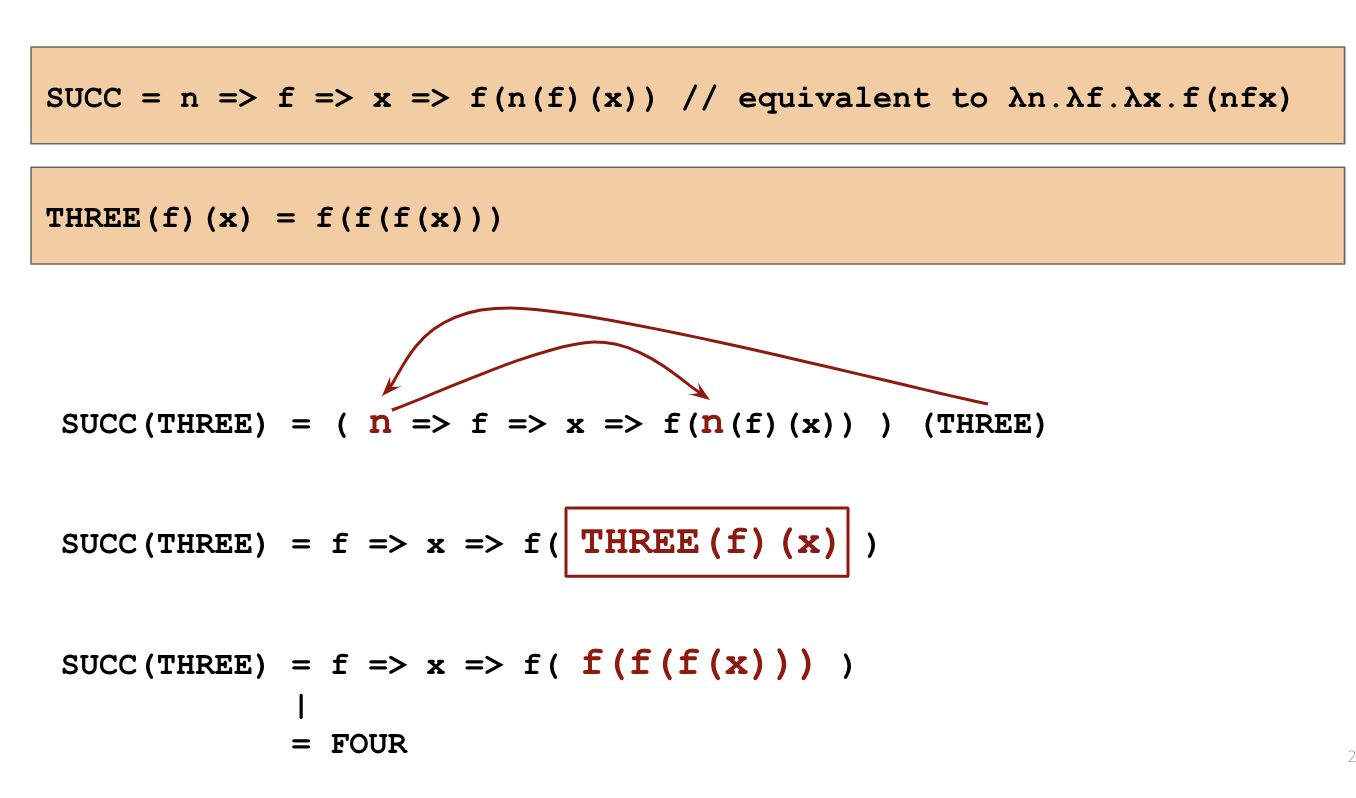 SUCC = n => f => x => f(n(f)(x)) // equivalent to λn.λf.λx.f(nfx)
THREE(f)(x) = f(f(f(x)))
SUCC(THREE) = ( n => f => x => f(n(f)(x)) ) (THREE)
SUCC(THREE) = f => x => f( THREE(f)(x) )
SUCC(THREE) = f => x => f( f(f(f(x))) )
|
= FOUR
2